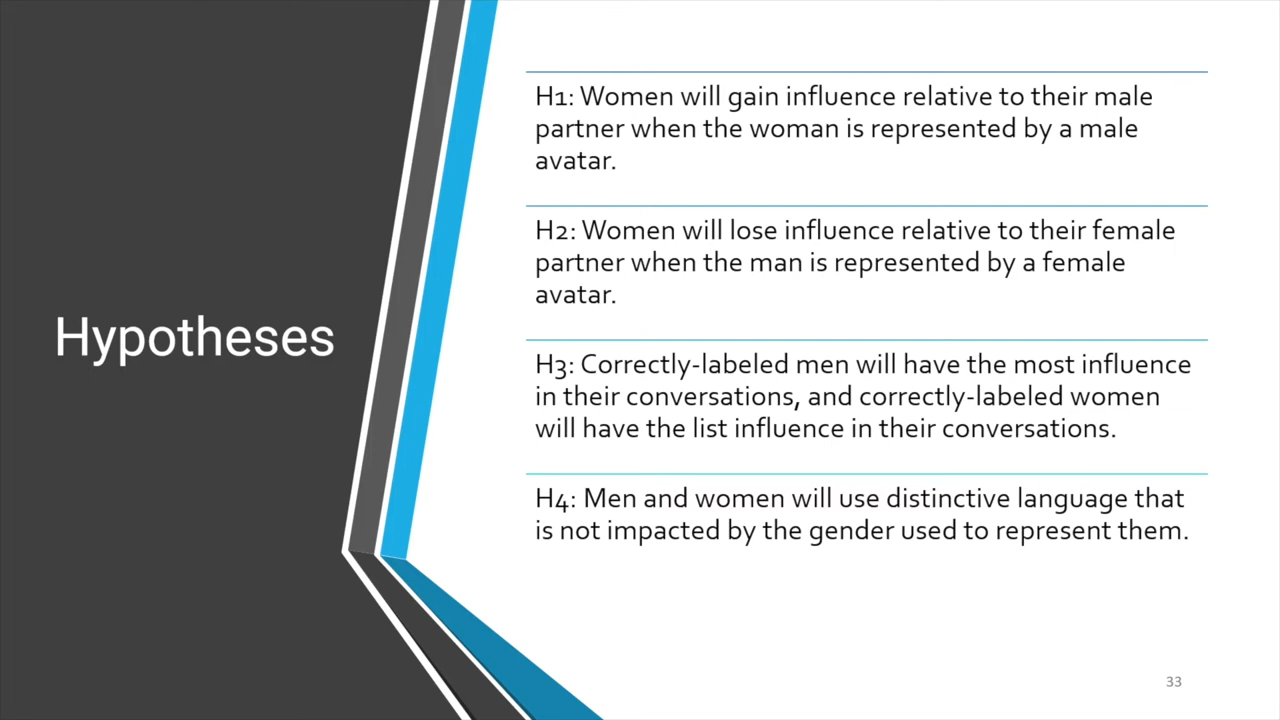 Hypotheses
H1: Women will gain influence relative to their male
partner when the woman is represented by a male
avatar.
H2: Women will lose influence relative to their female
partner when the man is represented by a female
avatar.
H3: Correctly-labeled men will have the most influence
in their conversations, and correctly-labeled women
will have the list influence in their conversations.
H4: Men and women will use distinctive language that
is not impacted by the gender used to represent them.
33